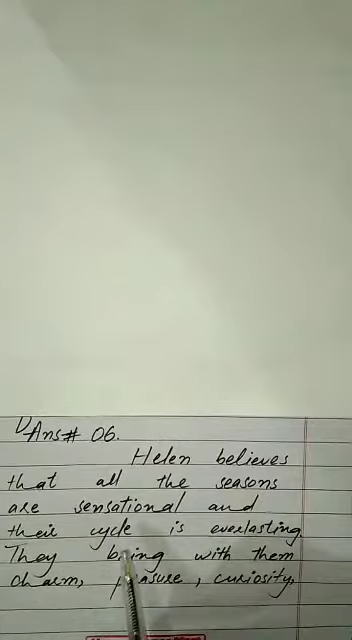 Ans# 06.
Helen believes
that all the seasons
are sensational and
their cycle is everlasting.
They bring with them
charm, pleasure, curiosity,